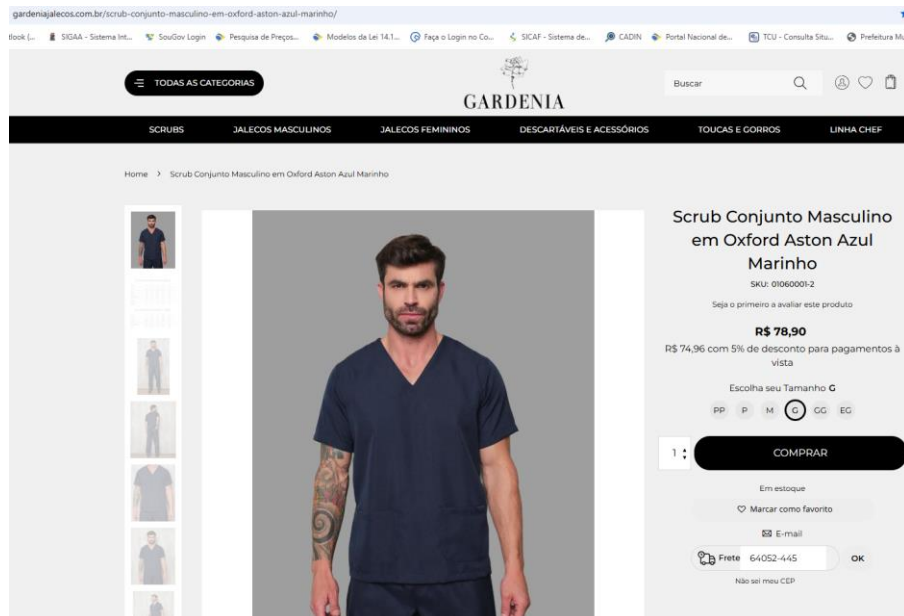 gardeniajalecos.com.br/scrub-conjunto-masculino-em-oxford-aston-azul-marinho/
tlook (... SIGAA - Sistema Int... SouGov Login Pesquisa de Preços... Modelos da Lei 14.1... Faça o Login no Co... SICAF - Sistema de... CADIN Portal Nacional de... TCU - Consulta Situ... Prefeitura Mu
TODAS AS CATEGORIAS
GARDENIA
Buscar
SCRUBS JALECOS MASCULINOS JALECOS FEMININOS DESCARTÁVEIS E ACESSÓRIOS TOUCAS E GORROS LINHA CHEF
Home > Scrub Conjunto Masculino em Oxford Aston Azul Marinho
Scrub Conjunto Masculino
em Oxford Aston Azul
Marinho
SKU: 01060001-2
Seja o primeiro a avaliar este produto
R$ 78,90
R$ 74,96 com 5% de desconto para pagamentos à
vista
Escolha seu Tamanho G
PP P M G GG EG
1 COMPRAR
Em estoque
Marcar como favorito
E-mail
Frete 64052-445 OK
Não sei meu CEP